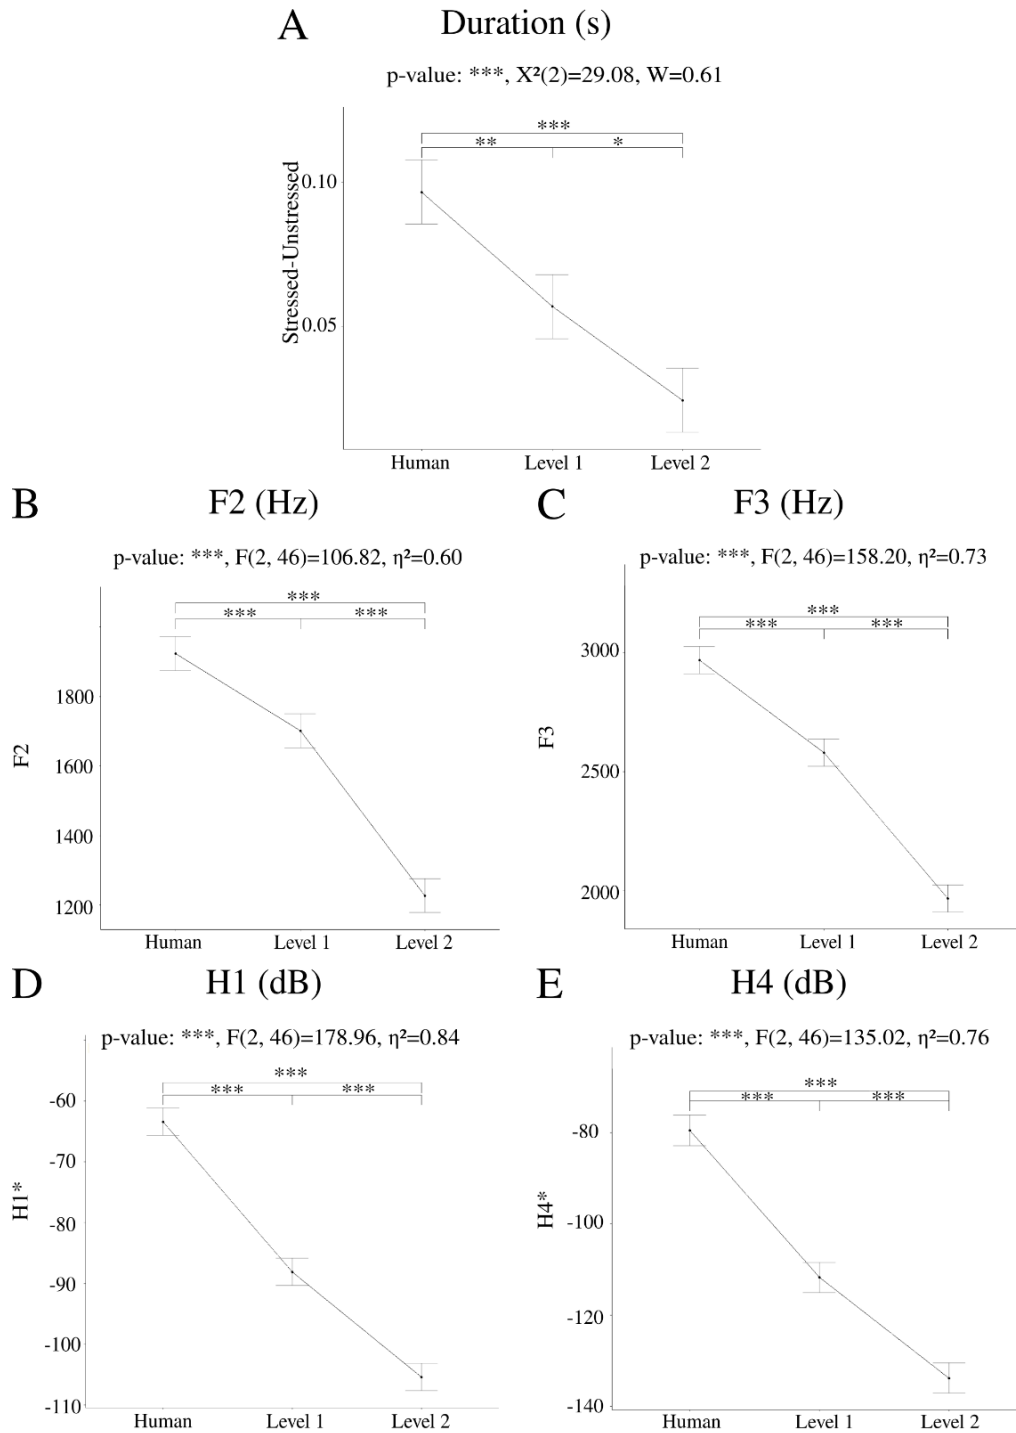 A Duration (s)
p-value: ***, X²(2)=29.08, W=0.61
***
** *
Stressed-Unstressed
0.10
0.05
Human Level 1 Level 2
B F2 (Hz)
p-value: ***, F(2, 46)=106.82, η²=0.60
***
*** ***
F2
1800
1600
1400
1200
Human Level 1 Level 2
C F3 (Hz)
p-value: ***, F(2, 46)=158.20, η²=0.73
***
*** ***
F3
3000
2500
2000
Human Level 1 Level 2
D H1 (dB)
p-value: ***, F(2, 46)=178.96, η²=0.84
***
*** ***
H1*
-60
-70
-80
-90
-100
-110
Human Level 1 Level 2
E H4 (dB)
p-value: ***, F(2, 46)=135.02, η²=0.76
***
*** ***
H4*
-80
-100
-120
-140
Human Level 1 Level 2